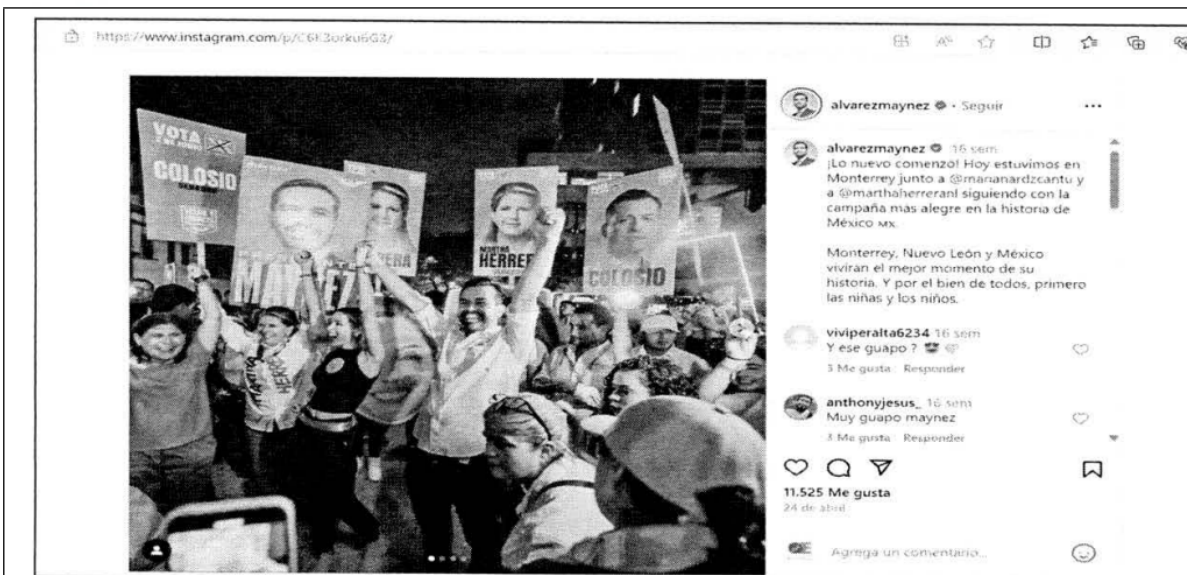 https://www.instagram.com/p/C6E3orku6G3/
alvarezmaynez · Seguir
alvarezmaynez 16 sem
¡Lo nuevo comenzó! Hoy estuvimos en
Monterrey junto a @marianardzcantu y
a @marthaherreranl siguiendo con la
campaña mas alegre en la historia de
México MX.
Monterrey, Nuevo León y México
viviran el mejor momento de su
historia. Y por el bien de todos, primero
las niñas y los niños.
viviperalta6234 16 sem
Y ese guapo ?
3 Me gusta Responder
anthonyjesus_ 16 sem
Muy guapo maynez
3 Me gusta Responder
11.525 Me gusta
24 de abril
Agrega un comentario...
VOTA
COLOSIO
MARTHA
HERRERA
COLOSIO